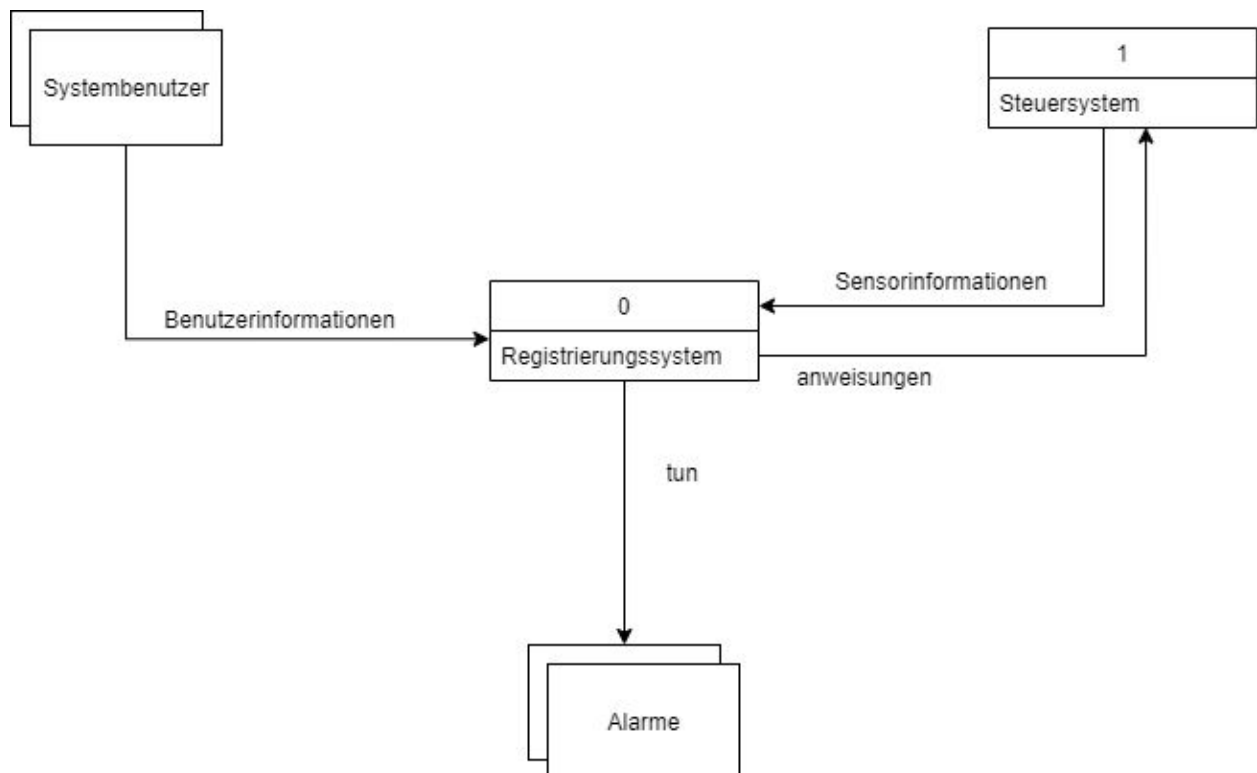 Systembenutzer
1
Steuersystem
Sensorinformationen
0
Benutzerinformationen
Registrierungssystem
anweisungen
tun
Alarme